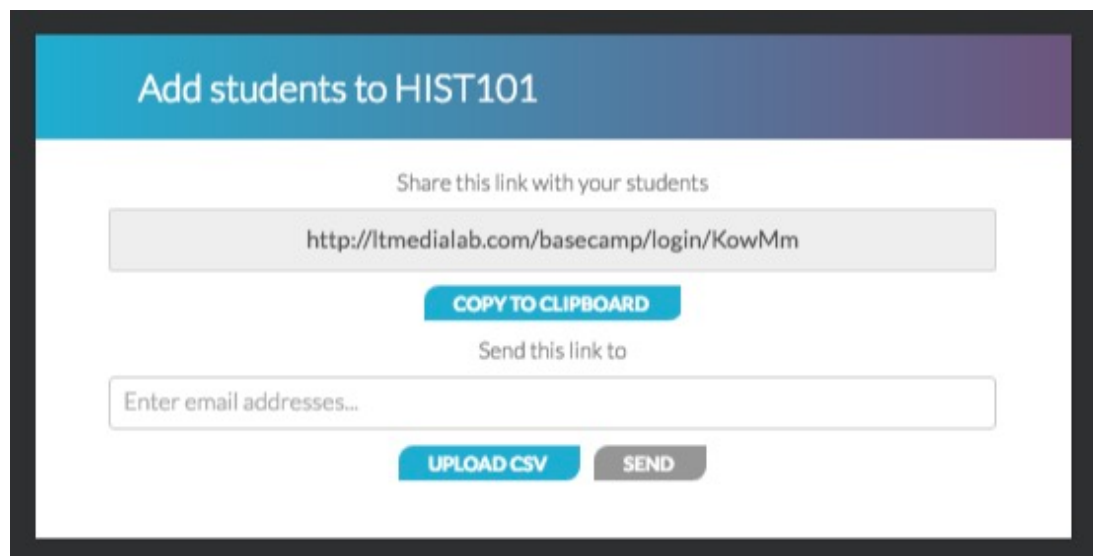 Add students to HIST101
Share this link with your students
http://ltmedialab.com/basecamp/login/KowMm
COPY TO CLIPBOARD
Send this link to
Enter email addresses...
UPLOAD CSV SEND